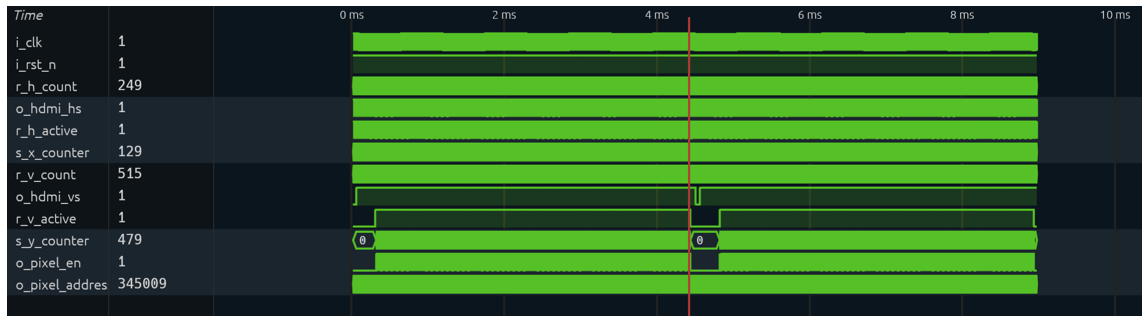 Time 0 ms 2 ms 4 ms 6 ms 8 ms 10 ms
i_clk 1
i_rst_n 1
r_h_count 249
o_hdmi_hs 1
r_h_active 1
s_x_counter 129
r_v_count 515
o_hdmi_vs 1
r_v_active 1
s_y_counter 479 0 0
o_pixel_en 1
o_pixel_addres 345009